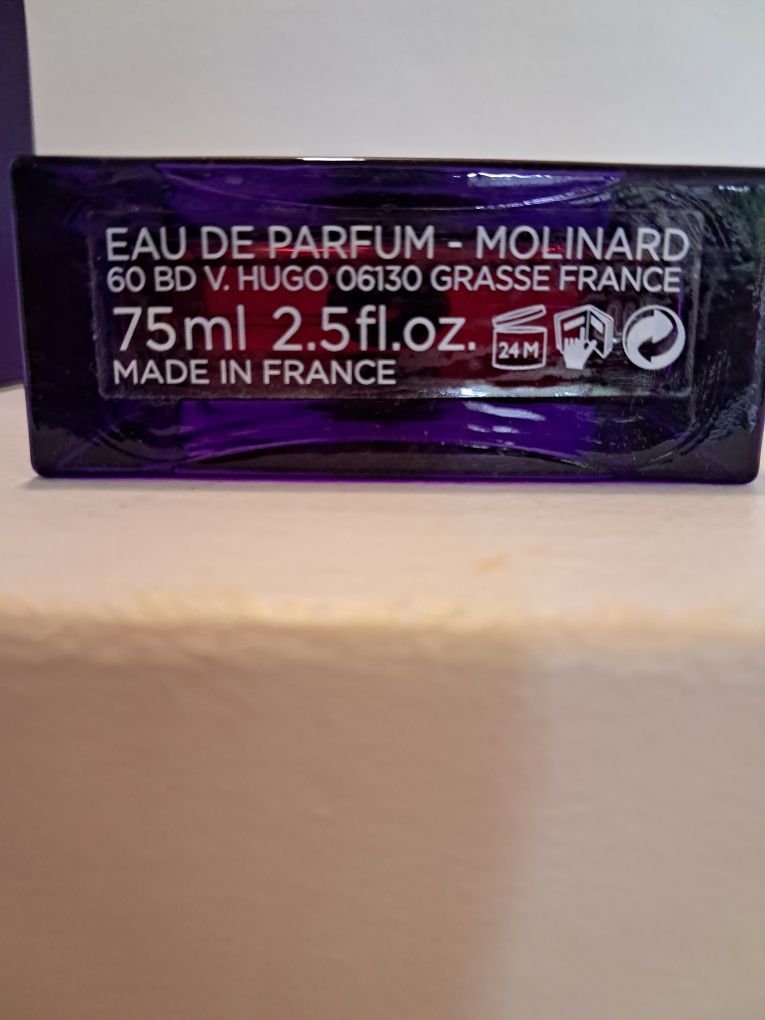 EAU DE PARFUM - MOLINARD
60 BD V. HUGO 06130 GRASSE FRANCE
75ml 2.5fl.oz. 24M
MADE IN FRANCE